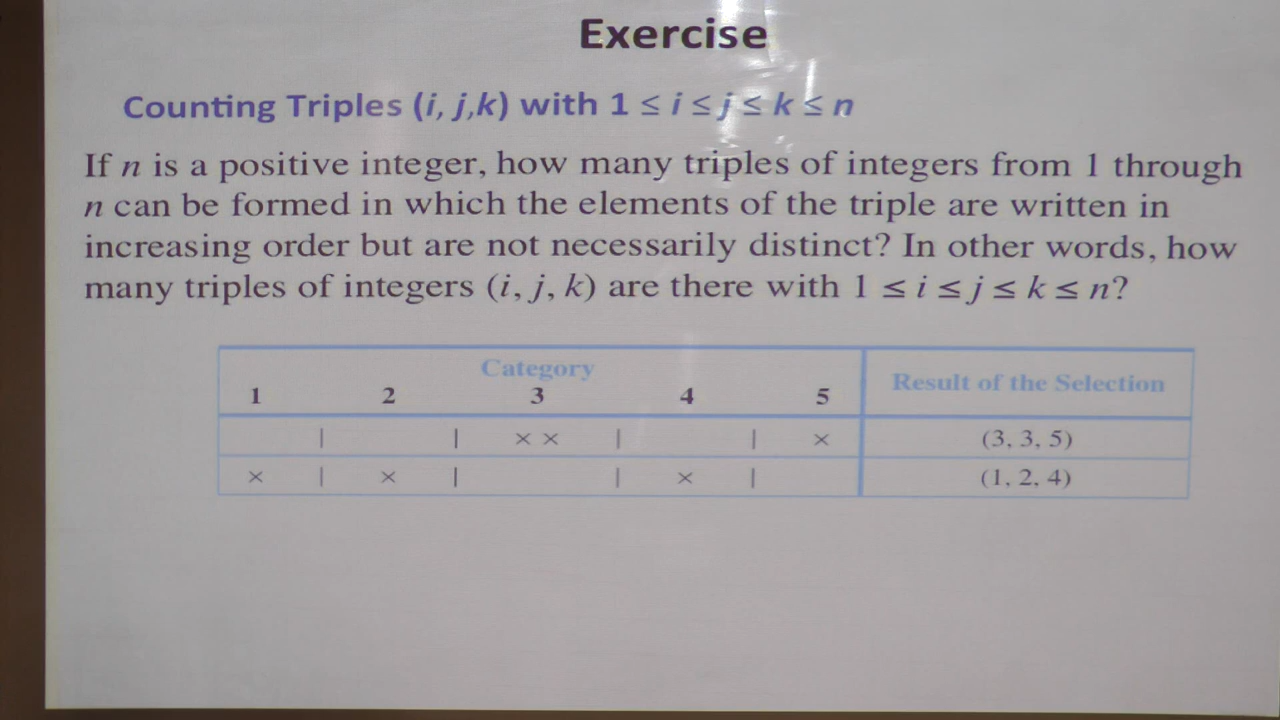 Exercise
Counting Triples (i, j,k) with 1 ≤ i ≤ j ≤ k ≤ n
If n is a positive integer, how many triples of integers from 1 through
n can be formed in which the elements of the triple are written in
increasing order but are not necessarily distinct? In other words, how
many triples of integers (i, j, k) are there with 1 ≤ i ≤ j ≤ k ≤ n?
Category
1 2 3 4 5 Result of the Selection
| | × × | | × (3, 3, 5)
× | × | | × | (1, 2, 4)